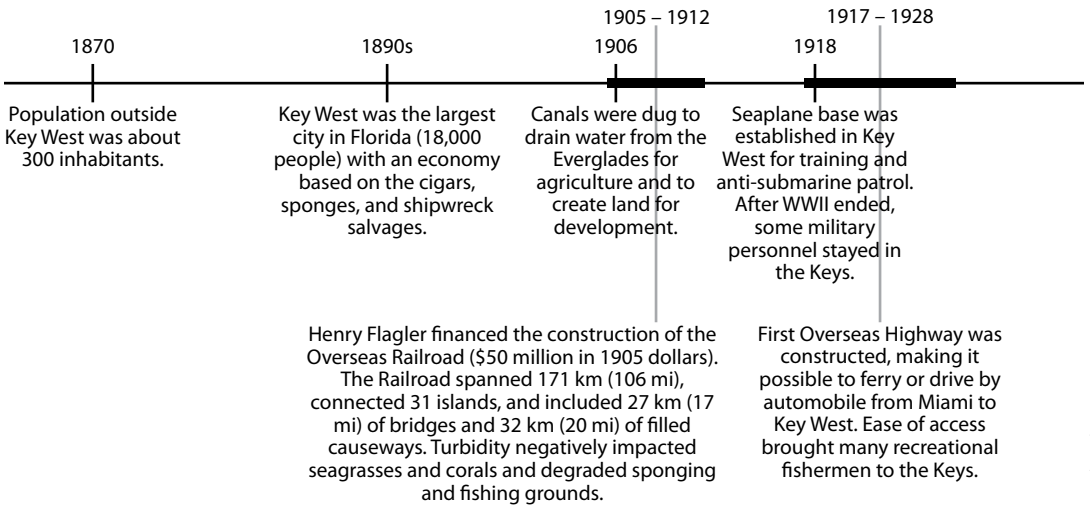 1870
Population outside
Key West was about
300 inhabitants.
1890s
Key West was the largest
city in Florida (18,000
people) with an economy
based on the cigars,
sponges, and shipwreck
salvages.
1905 – 1912
Henry Flagler financed the construction of the
Overseas Railroad ($50 million in 1905 dollars).
The Railroad spanned 171 km (106 mi),
connected 31 islands, and included 27 km (17
mi) of bridges and 32 km (20 mi) of filled
causeways. Turbidity negatively impacted
seagrasses and corals and degraded sponging
and fishing grounds.
1906
Canals were dug to
drain water from the
Everglades for
agriculture and to
create land for
development.
1917 – 1928
First Overseas Highway was
constructed, making it
possible to ferry or drive by
automobile from Miami to
Key West. Ease of access
brought many recreational
fishermen to the Keys.
1918
Seaplane base was
established in Key
West for training and
anti-submarine patrol.
After WWII ended,
some military
personnel stayed in
the Keys.